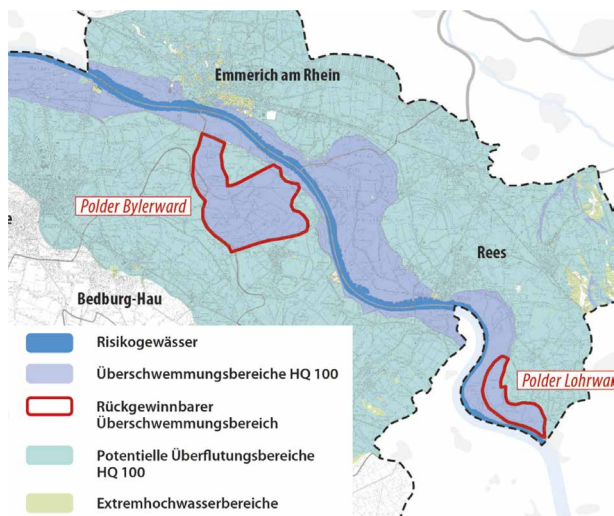 Emmerich am Rhein
Polder Bylerward
Rees
Bedburg-Hau
Polder Lohrwar
Risikogewässer
Überschwemmungsbereiche HQ 100
Rückgewinnbarer
Überschwemmungsbereich
Potentielle Überflutungsbereiche
HQ 100
Extremhochwasserbereiche